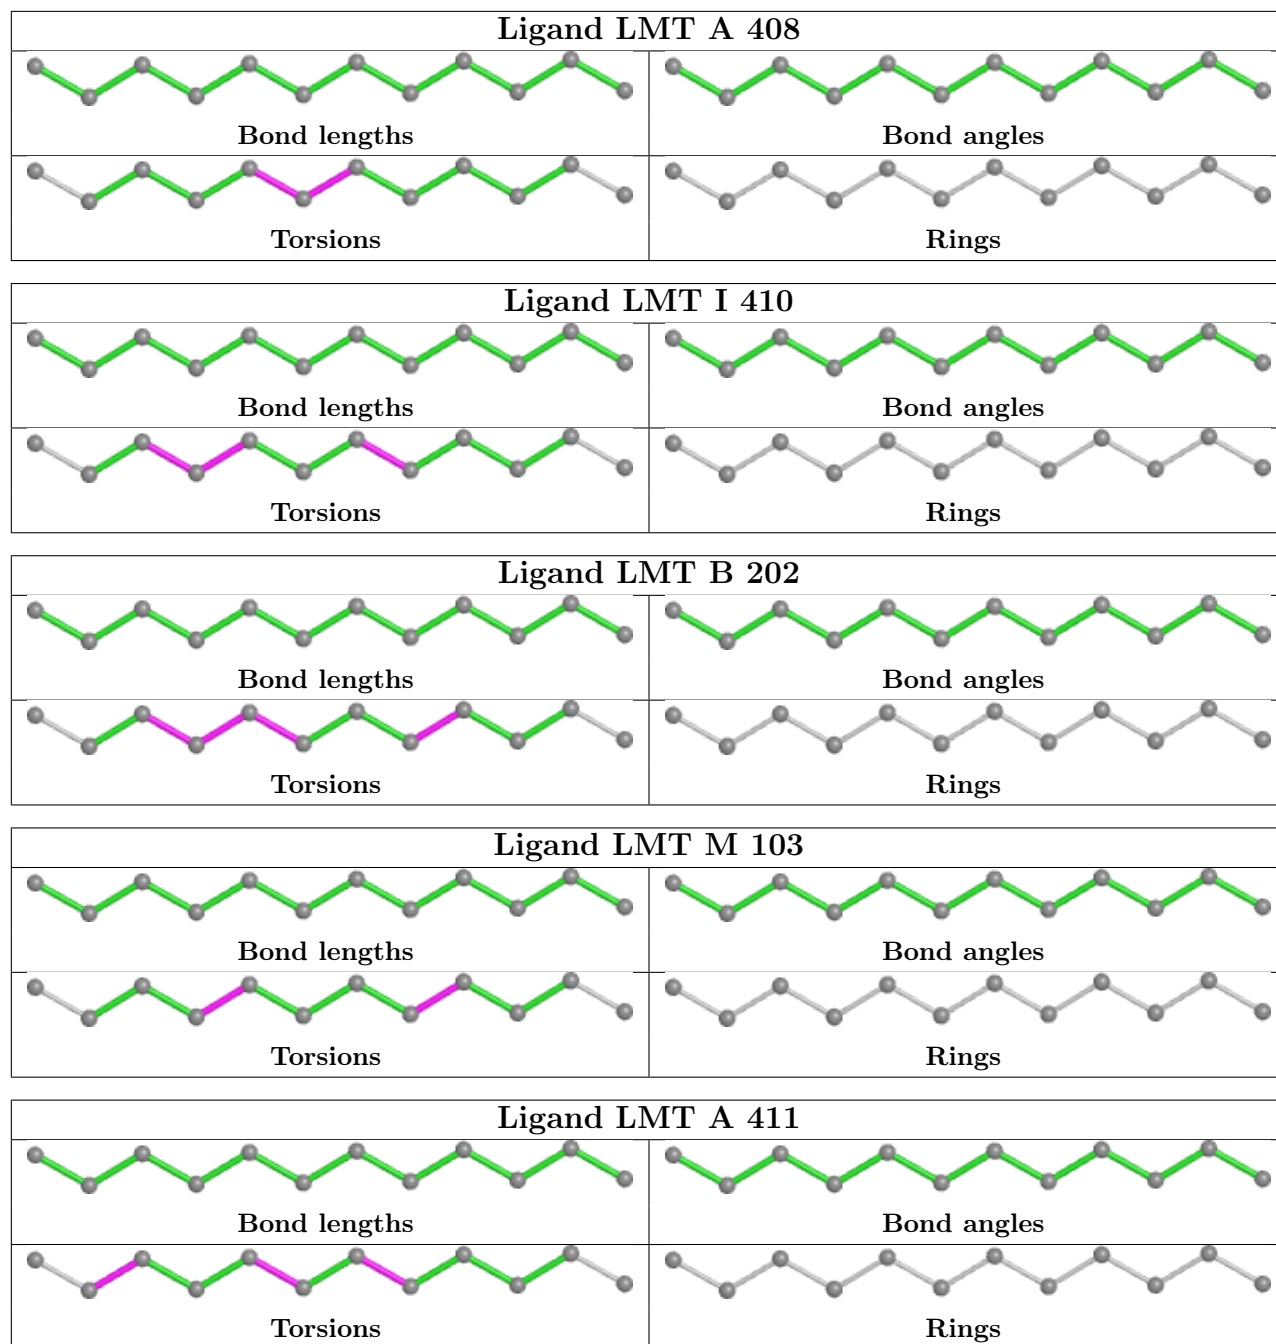 Ligand LMT A 408
Bond lengths
Bond angles
Torsions
Rings
Ligand LMT I 410
Bond lengths
Bond angles
Torsions
Rings
Ligand LMT B 202
Bond lengths
Bond angles
Torsions
Rings
Ligand LMT M 103
Bond lengths
Bond angles
Torsions
Rings
Ligand LMT A 411
Bond lengths
Bond angles
Torsions
Rings